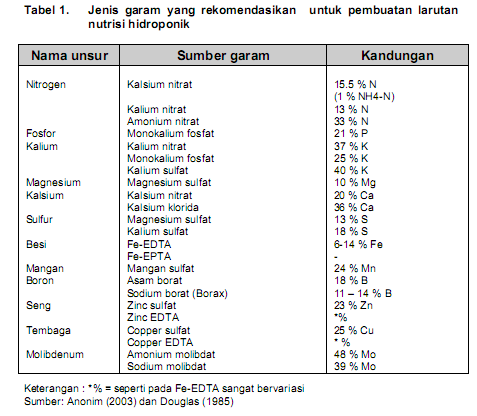 Tabel 1. Jenis garam yang rekomendasikan untuk pembuatan larutan
nutrisi hidroponik
Nama unsur Sumber garam Kandungan
Nitrogen Kalsium nitrat 15.5 % N
(1 % NH4-N)
Kalium nitrat 13 % N
Amonium nitrat 33 % N
Fosfor Monokalium fosfat 21 % P
Kalium Kalium nitrat 37 % K
Monokalium fosfat 25 % K
Kalium sulfat 40 % K
Magnesium Magnesium sulfat 10 % Mg
Kalsium Kalsium nitrat 20 % Ca
Kalsium klorida 36 % Ca
Sulfur Magnesium sulfat 13 % S
Kalium sulfat 18 % S
Besi Fe-EDTA 6-14 % Fe
Fe-EPTA -
Mangan Mangan sulfat 24 % Mn
Boron Asam borat 18 % B
Sodium borat (Borax) 11 – 14 % B
Seng Zinc sulfat 23 % Zn
Zinc EDTA *%
Tembaga Copper sulfat 25 % Cu
Copper EDTA * %
Molibdenum Amonium molibdat 48 % Mo
Sodium molibdat 39 % Mo
Keterangan : *% = seperti pada Fe-EDTA sangat bervariasi
Sumber: Anonim (2003) dan Douglas (1985)